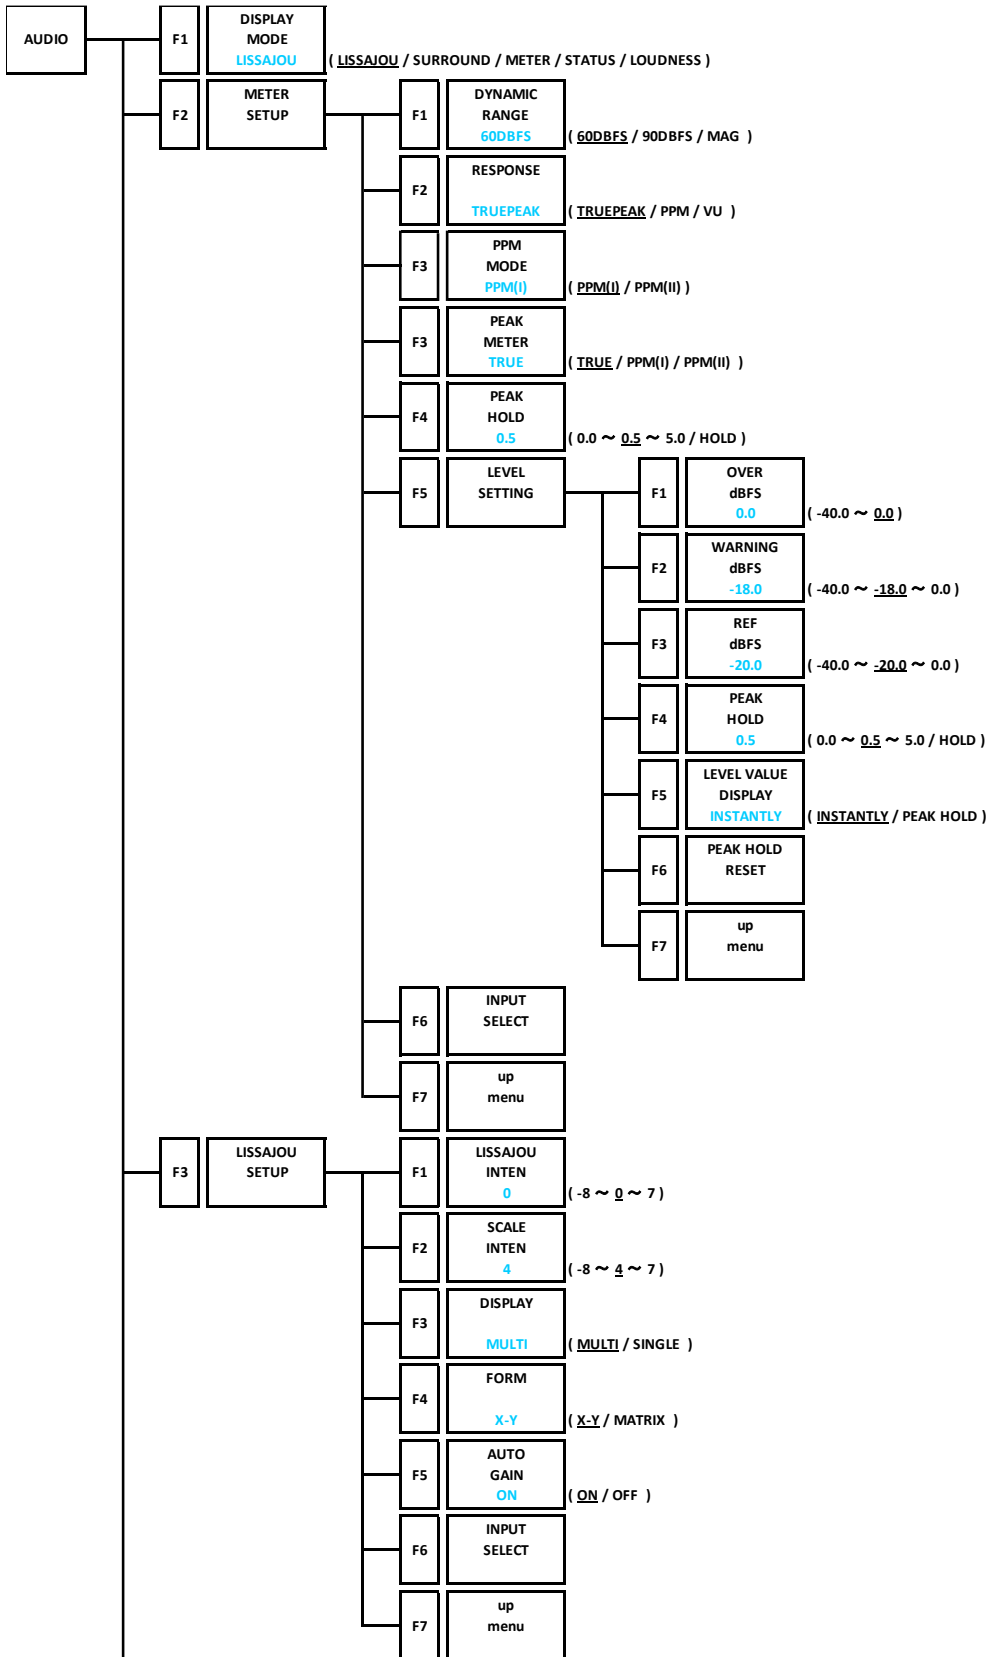 AUDIO
F1
DISPLAY
MODE
LISSAJOU
( LISSAJOU / SURROUND / METER / STATUS / LOUDNESS )
F2
METER
SETUP
F1
DYNAMIC
RANGE
60DBFS
( 60DBFS / 90DBFS / MAG )
F2
RESPONSE
TRUEPEAK
( TRUEPEAK / PPM / VU )
F3
PPM
MODE
PPM(I)
( PPM(I) / PPM(II) )
F3
PEAK
METER
TRUE
( TRUE / PPM(I) / PPM(II) )
F4
PEAK
HOLD
0.5
( 0.0 ～ 0.5 ～ 5.0 / HOLD )
F5
LEVEL
SETTING
F1
OVER
dBFS
0.0
( -40.0 ～ 0.0 )
F2
WARNING
dBFS
-18.0
( -40.0 ～ -18.0 ～ 0.0 )
F3
REF
dBFS
-20.0
( -40.0 ～ -20.0 ～ 0.0 )
F4
PEAK
HOLD
0.5
( 0.0 ～ 0.5 ～ 5.0 / HOLD )
F5
LEVEL VALUE
DISPLAY
INSTANTLY
( INSTANTLY / PEAK HOLD )
F6
PEAK HOLD
RESET
F7
up
menu
F6
INPUT
SELECT
F7
up
menu
F3
LISSAJOU
SETUP
F1
LISSAJOU
INTEN
0
( -8 ～ 0 ～ 7 )
F2
SCALE
INTEN
4
( -8 ～ 4 ～ 7 )
F3
DISPLAY
MULTI
( MULTI / SINGLE )
F4
FORM
X-Y
( X-Y / MATRIX )
F5
AUTO
GAIN
ON
( ON / OFF )
F6
INPUT
SELECT
F7
up
menu